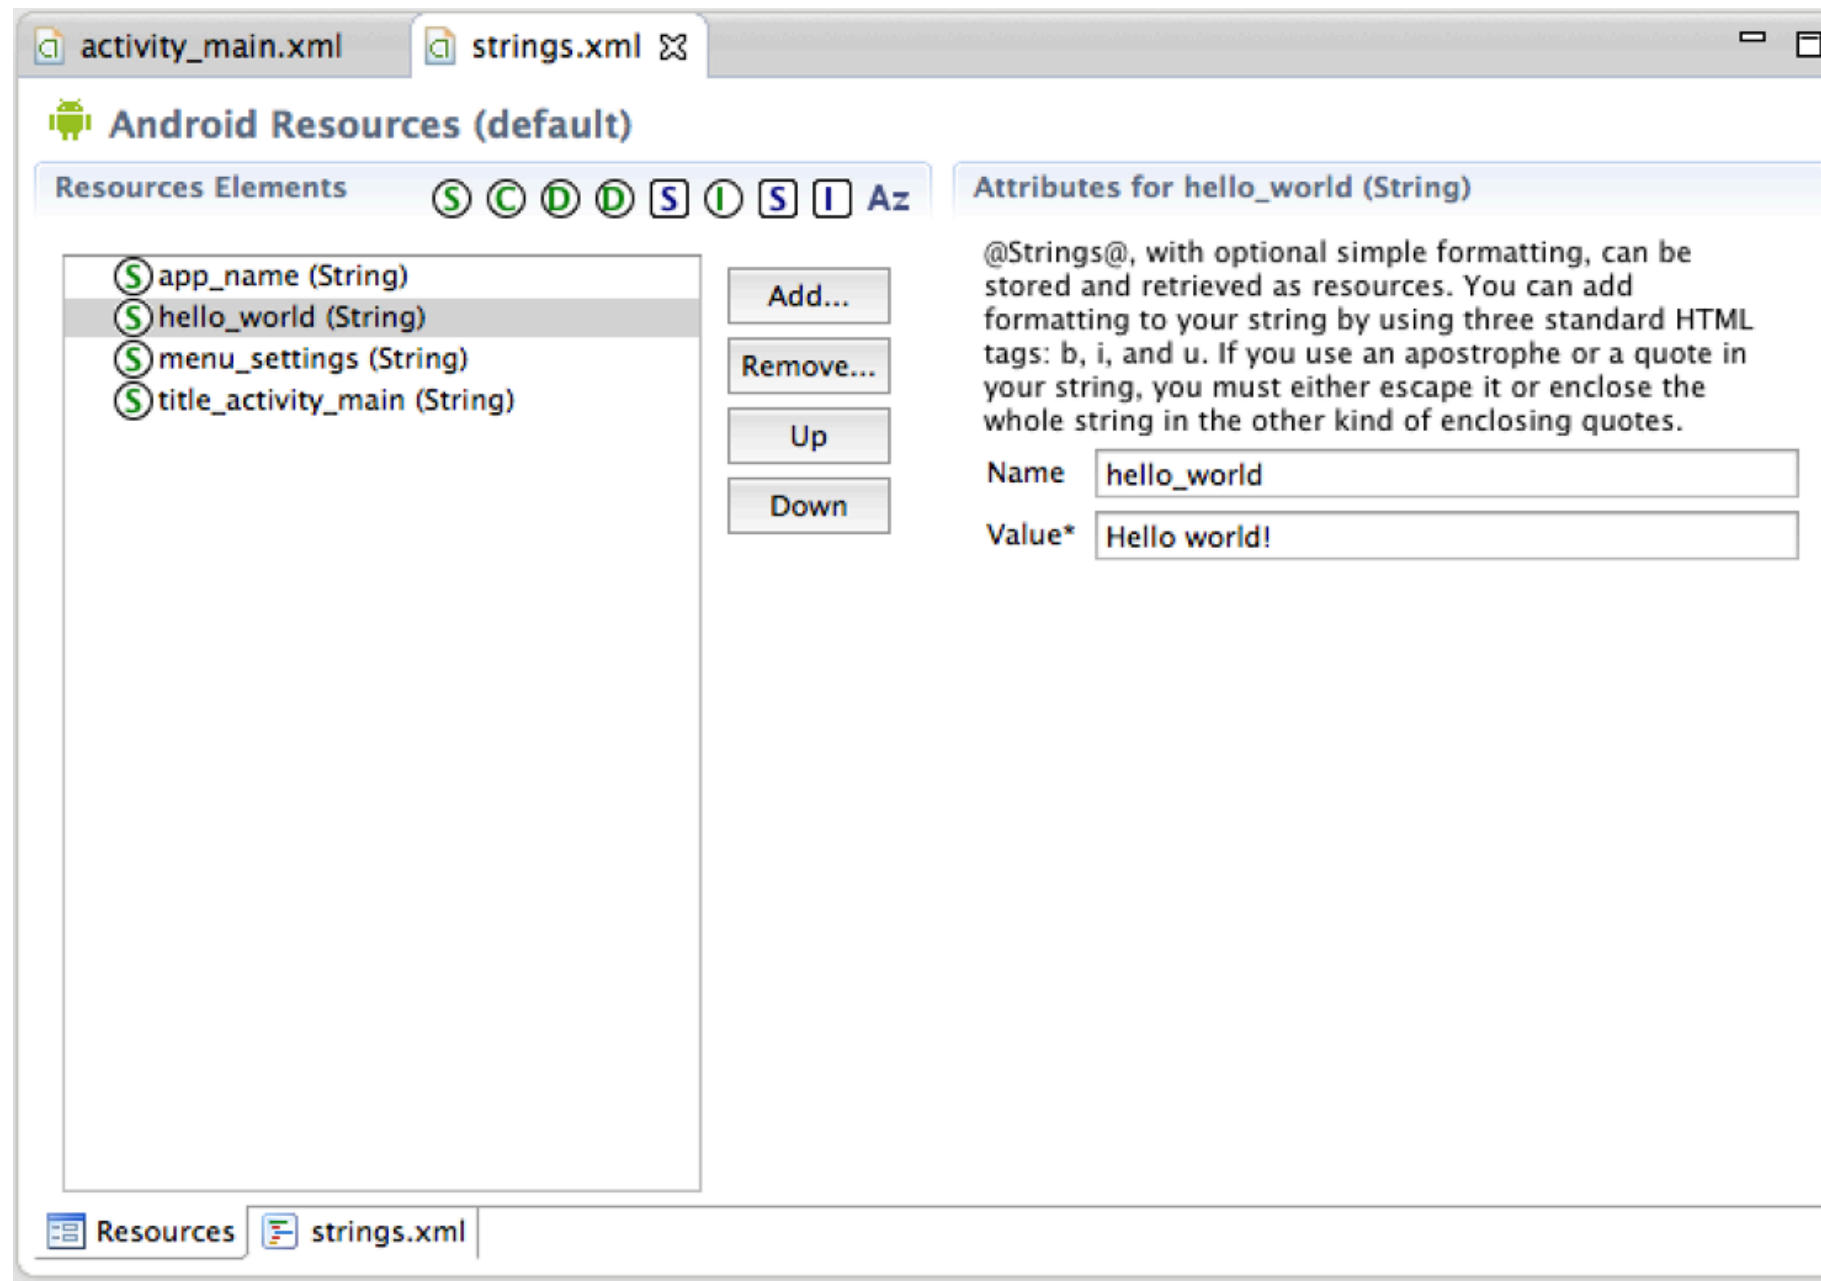 activity_main.xml
strings.xml
Android Resources (default)
Resources Elements
S C D D S I S I Az
app_name (String)
hello_world (String)
menu_settings (String)
title_activity_main (String)
Add...
Remove...
Up
Down
Attributes for hello_world (String)
@Strings@, with optional simple formatting, can be
stored and retrieved as resources. You can add
formatting to your string by using three standard HTML
tags: b, i, and u. If you use an apostrophe or a quote in
your string, you must either escape it or enclose the
whole string in the other kind of enclosing quotes.
Name hello_world
Value* Hello world!
Resources
strings.xml